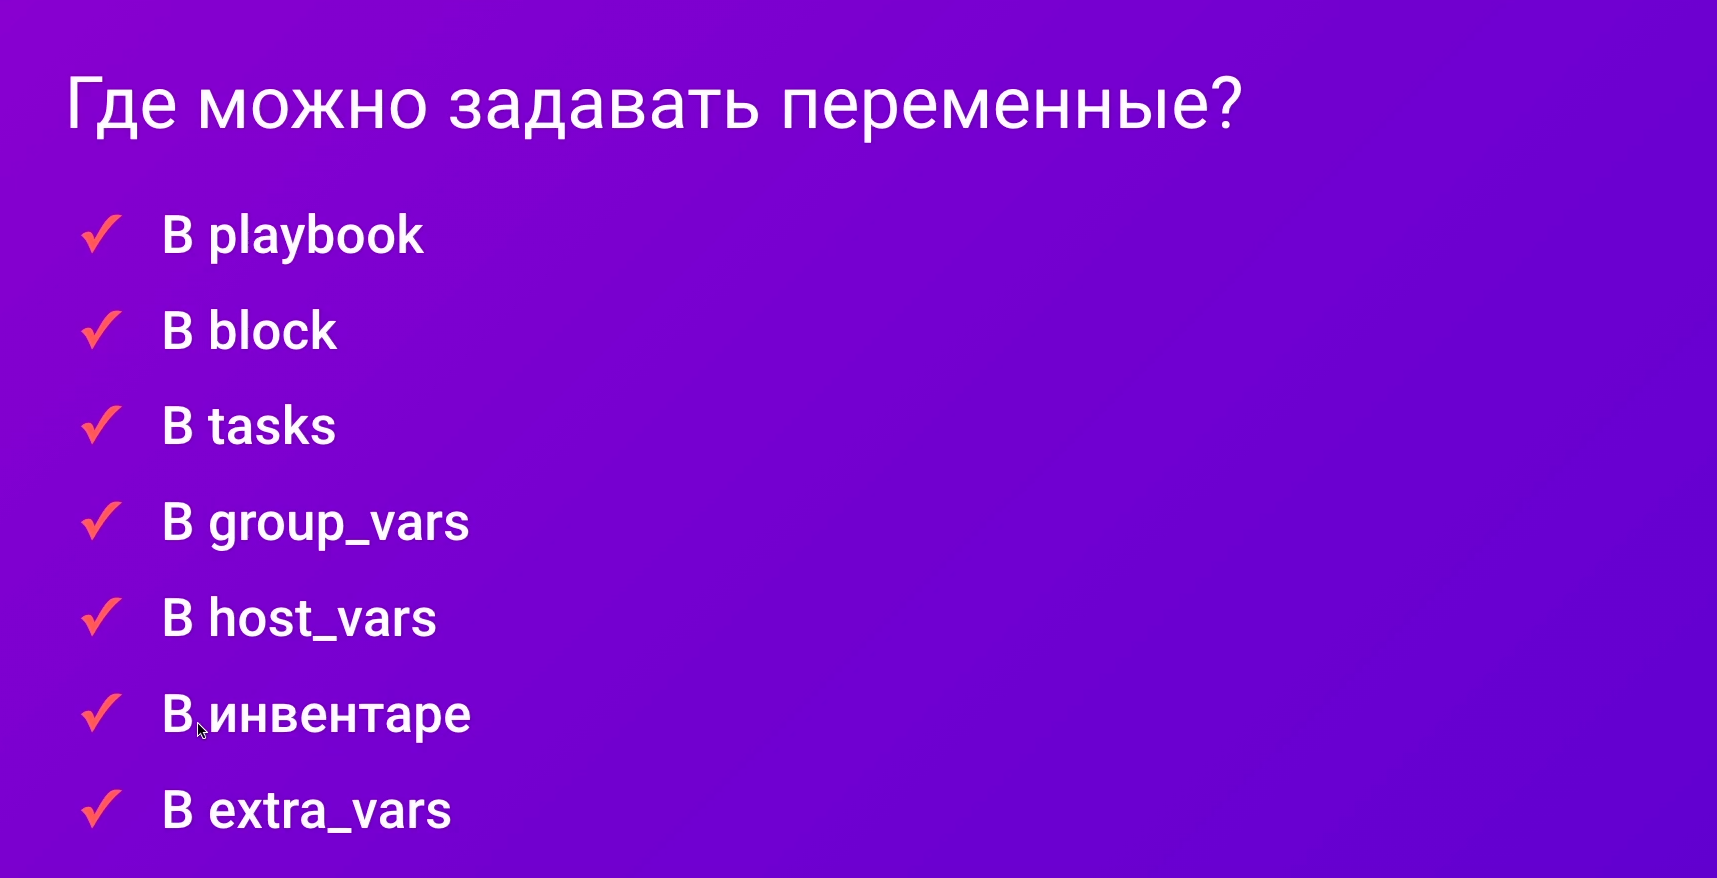 Где можно задавать переменные?
В playbook
В block
В tasks
В group_vars
В host_vars
В инвентаре
В extra_vars